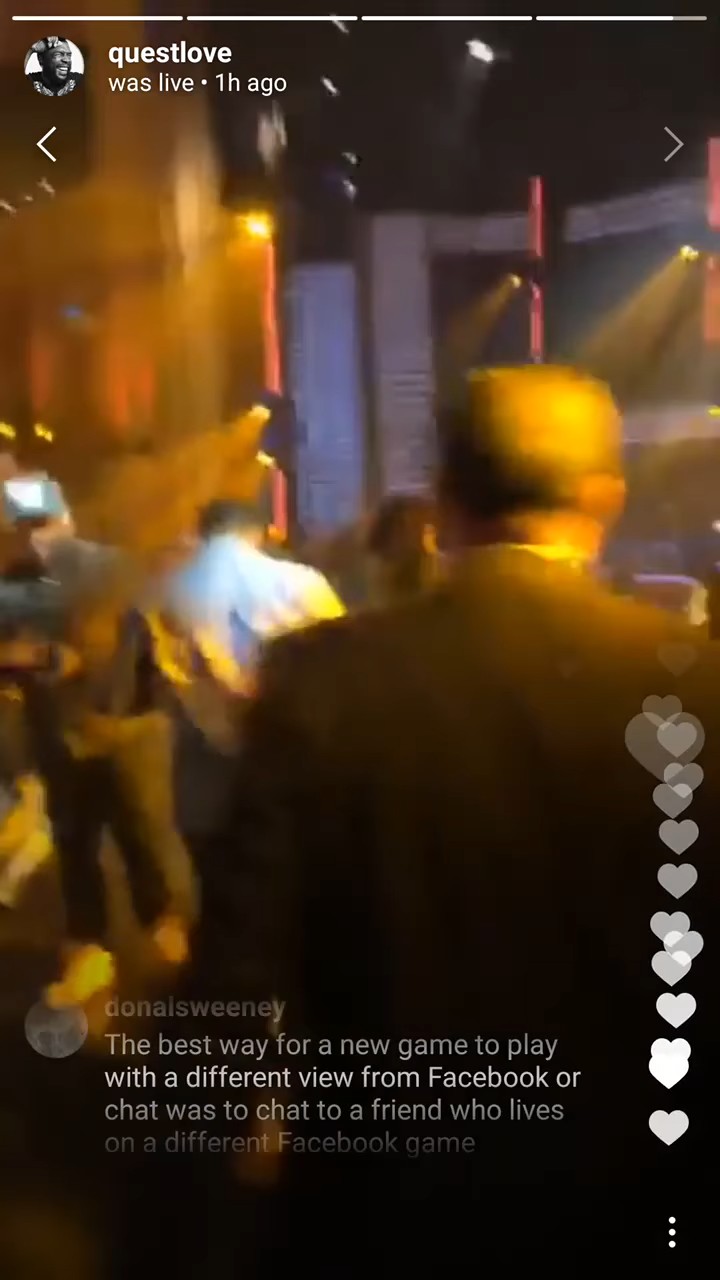 questlove
was live • 1h ago
donalsweeney
The best way for a new game to play
with a different view from Facebook or
chat was to chat to a friend who lives
on a different Facebook game